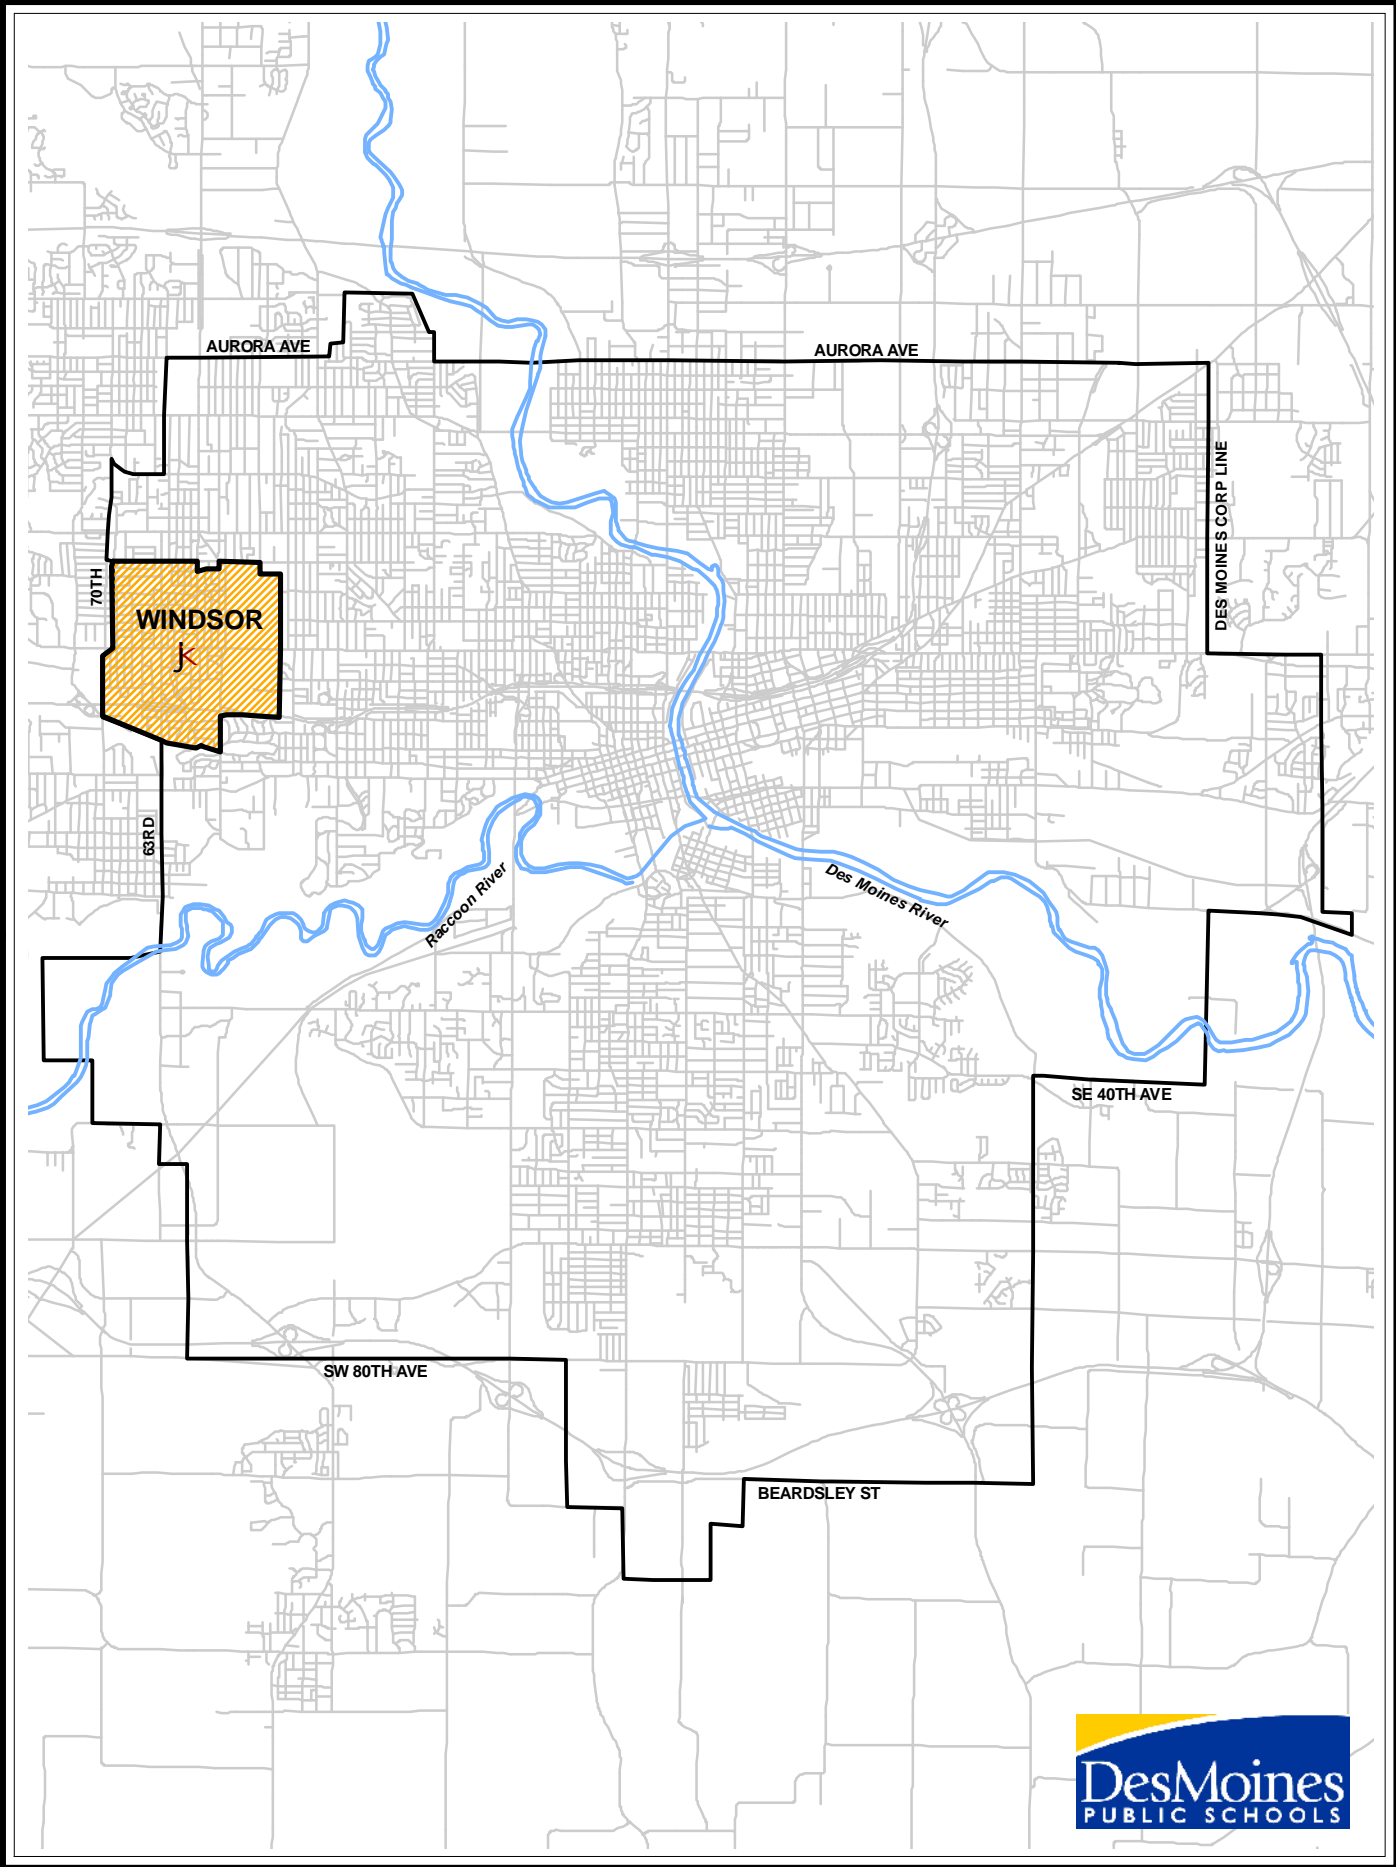 AURORA AVE
AURORA AVE
DES MOINES CORP LINE
70TH
WINDSOR
63RD
Raccoon River
Des Moines River
SE 40TH AVE
SW 80TH AVE
BEARDSLEY ST
DesMoines
PUBLIC SCHOOLS